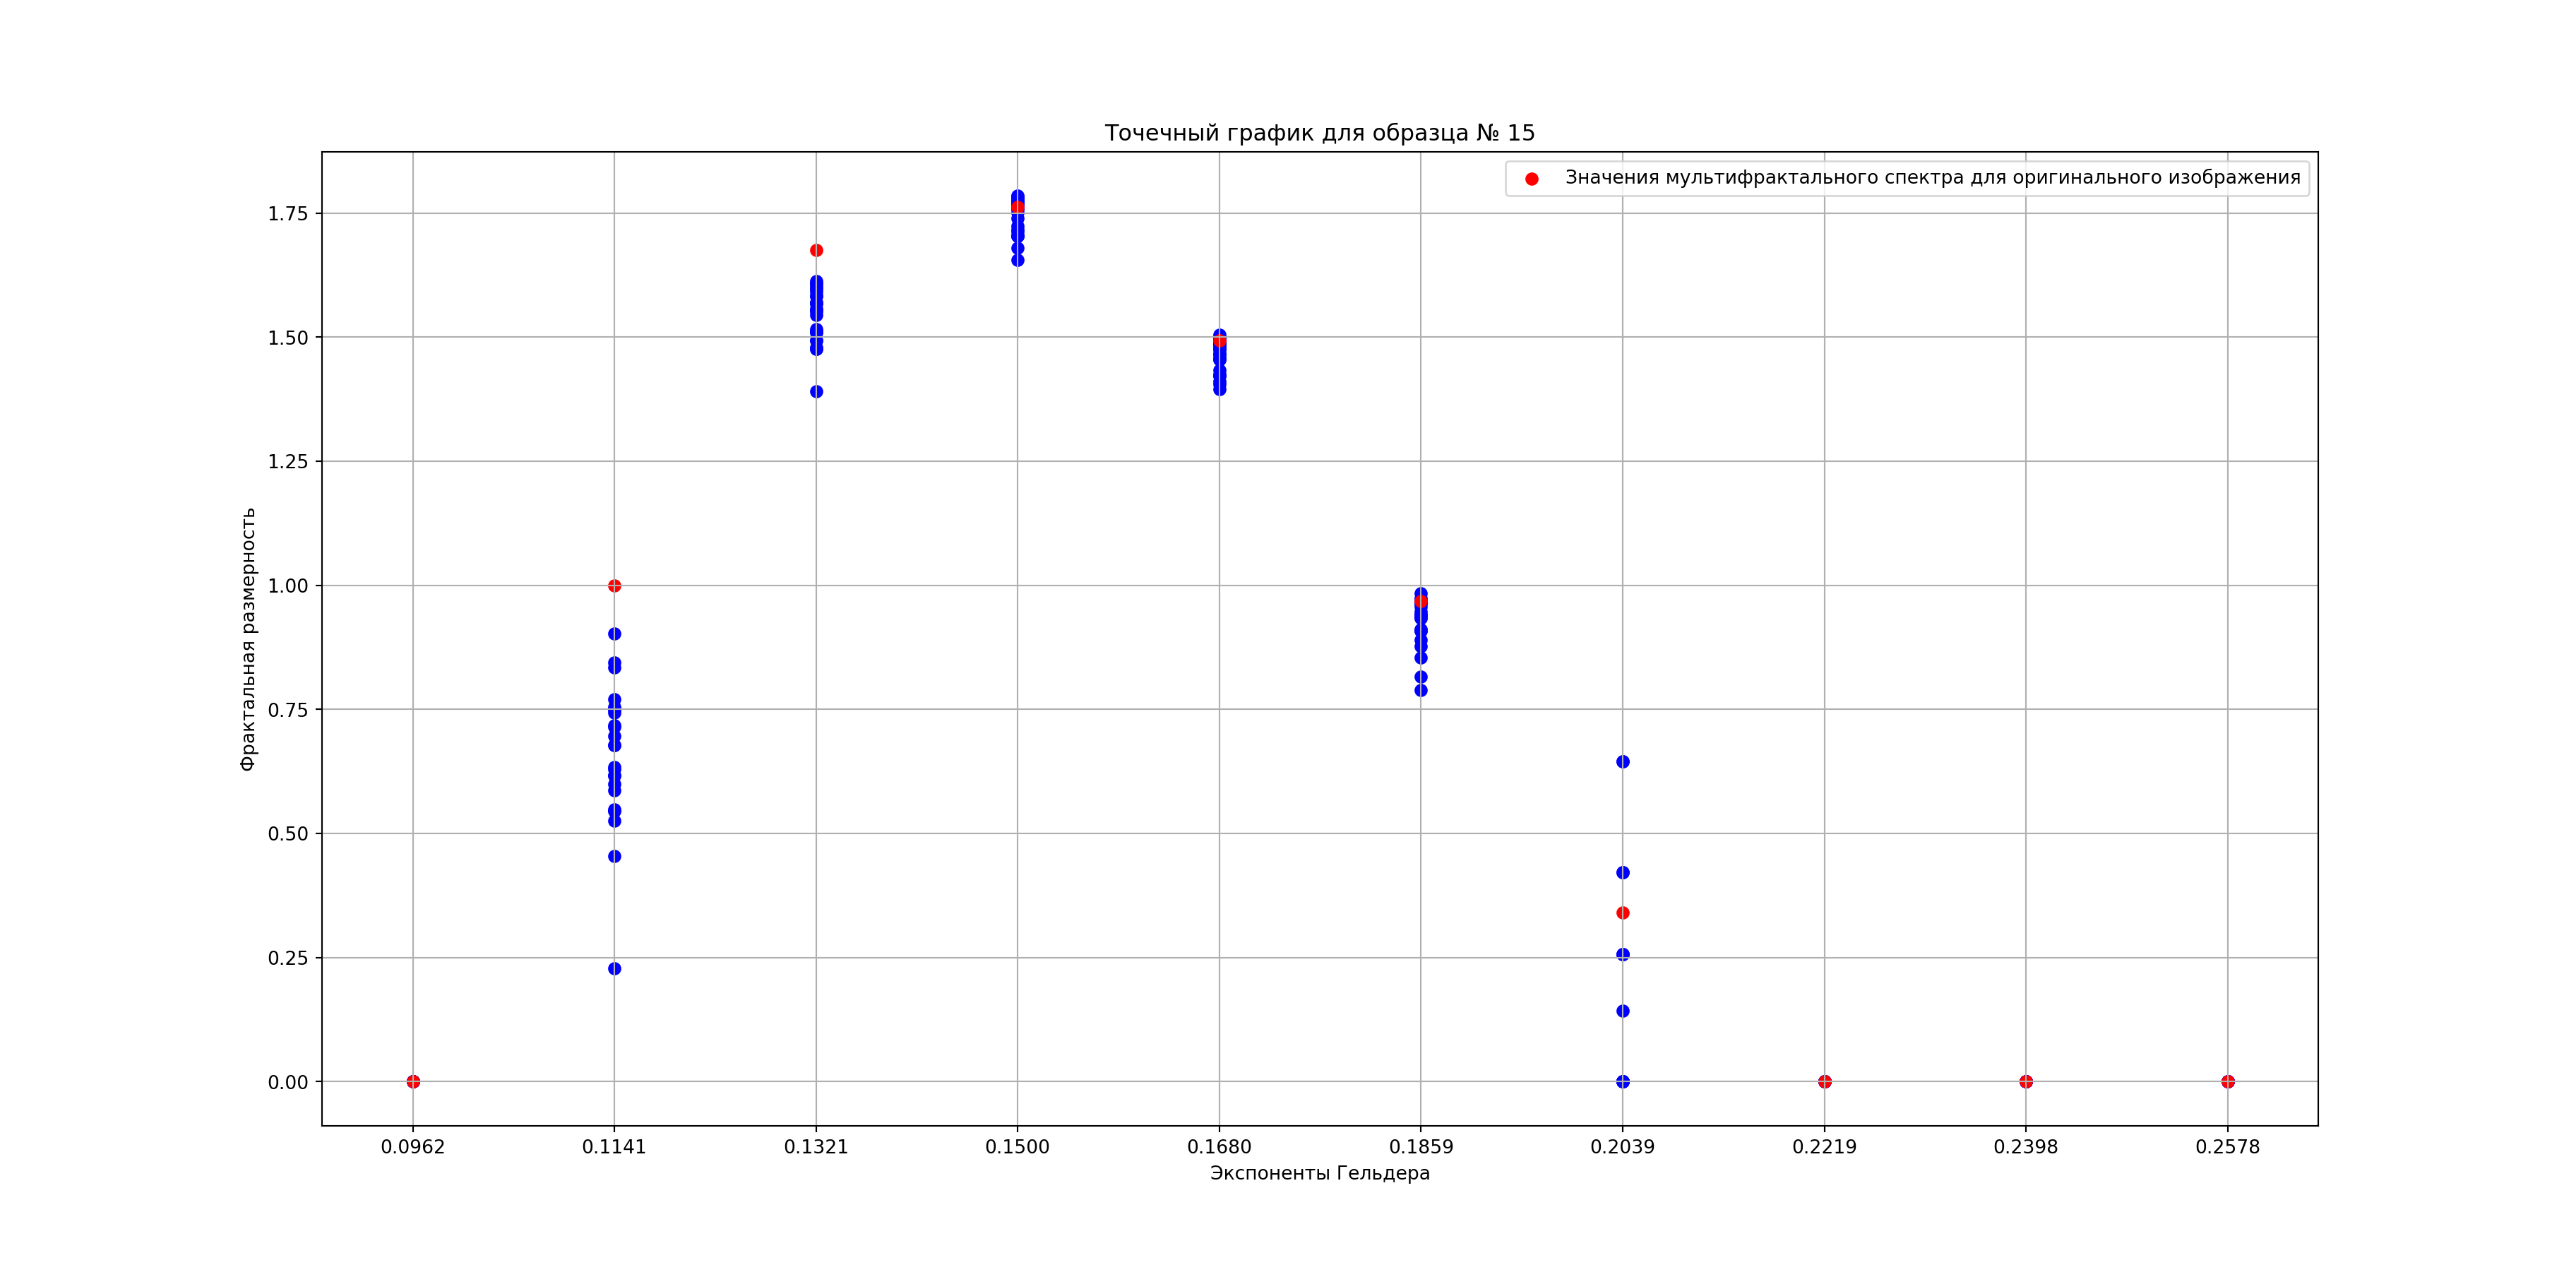 Точечный график для образца № 15
Значения мультифрактального спектра для оригинального изображения
Фрактальная размерность
1.75
1.50
1.25
1.00
0.75
0.50
0.25
0.00
0.0962 0.1141 0.1321 0.1500 0.1680 0.1859 0.2039 0.2219 0.2398 0.2578
Экспоненты Гельдера